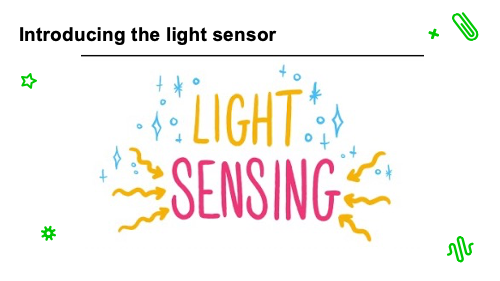 Introducing the light sensor
LIGHT
SENSING